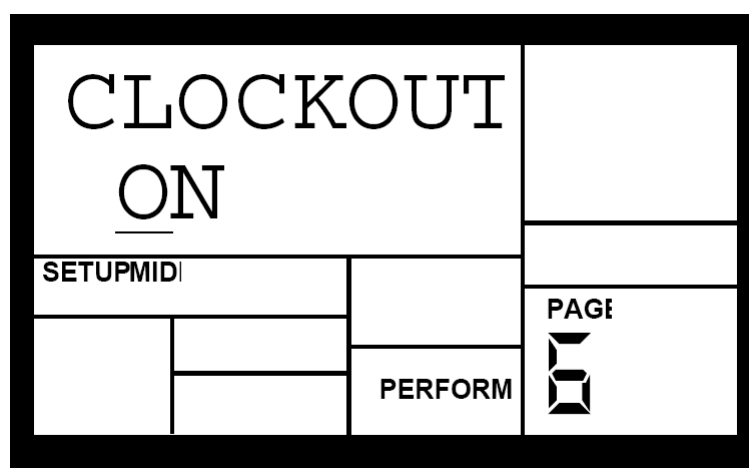 CLOCKOUT
ON
SETUPMIDI
PAGE
6
PERFORM